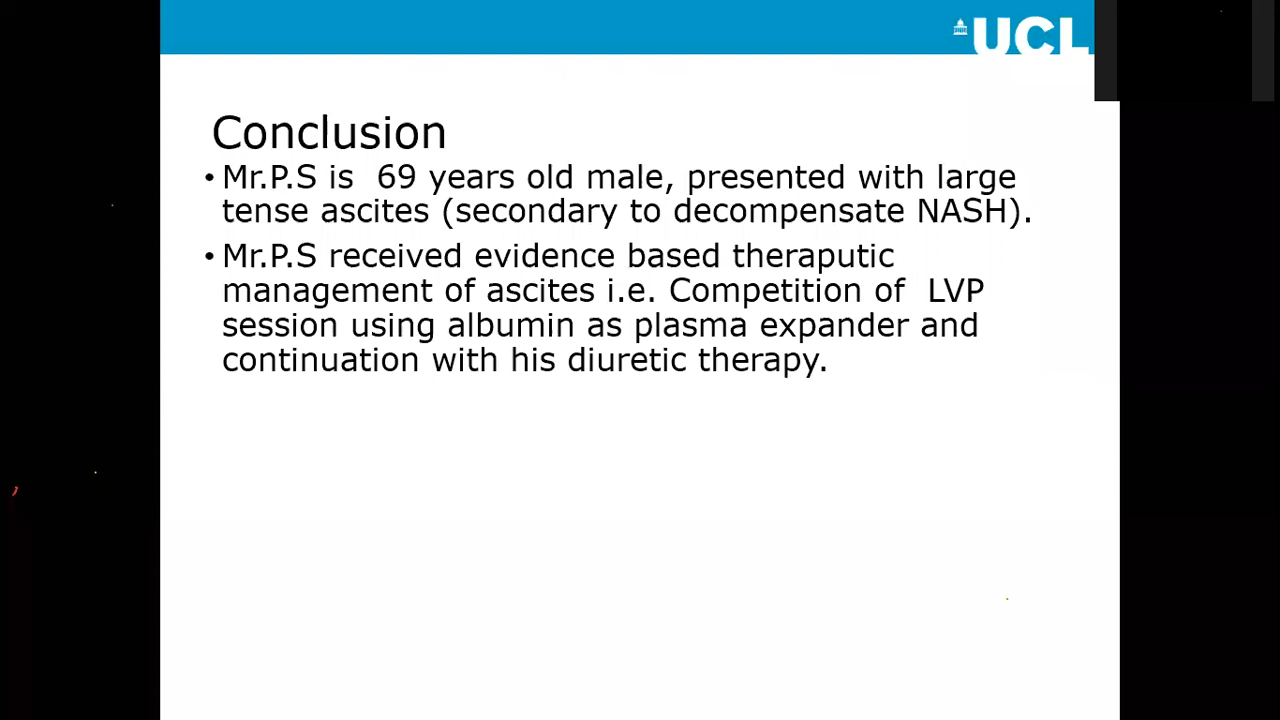 UCL
Conclusion
• Mr.P.S is  69 years old male, presented with large
tense ascites (secondary to decompensate NASH).
• Mr.P.S received evidence based theraputic
management of ascites i.e. Competition of  LVP
session using albumin as plasma expander and
continuation with his diuretic therapy.